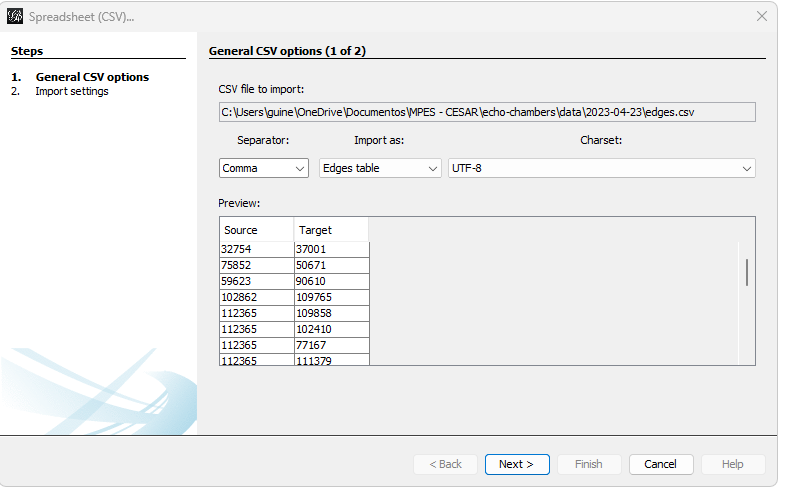 Spreadsheet (CSV)...
Steps
1. General CSV options
2. Import settings
General CSV options (1 of 2)
CSV file to import:
C:\Users\guine\OneDrive\Documentos\MPES - CESAR\echo-chambers\data\2023-04-23\edges.csv
Separator: Import as: Charset:
Comma Edges table UTF-8
Preview:
Source Target
32754 37001
75852 50671
59623 90610
102862 109765
112365 109858
112365 102410
112365 77167
112365 111379
< Back Next > Finish Cancel Help